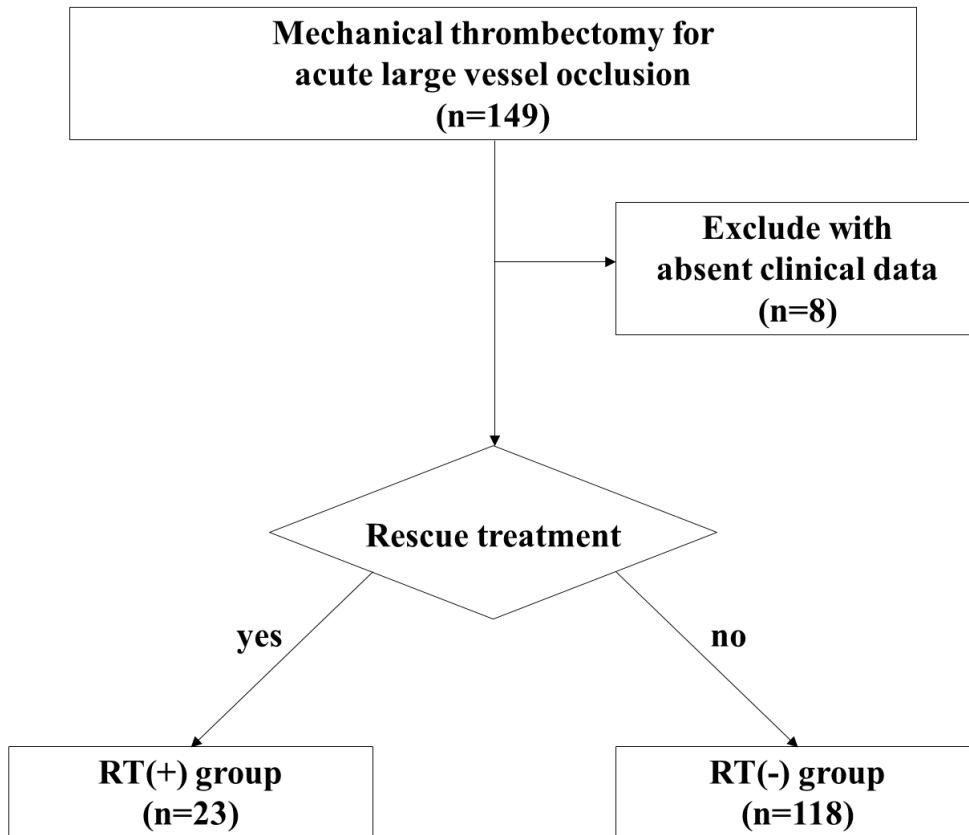 Mechanical thrombectomy for
acute large vessel occlusion
(n=149)
Exclude with
absent clinical data
(n=8)
Rescue treatment
yes
no
RT(+) group
(n=23)
RT(-) group
(n=118)